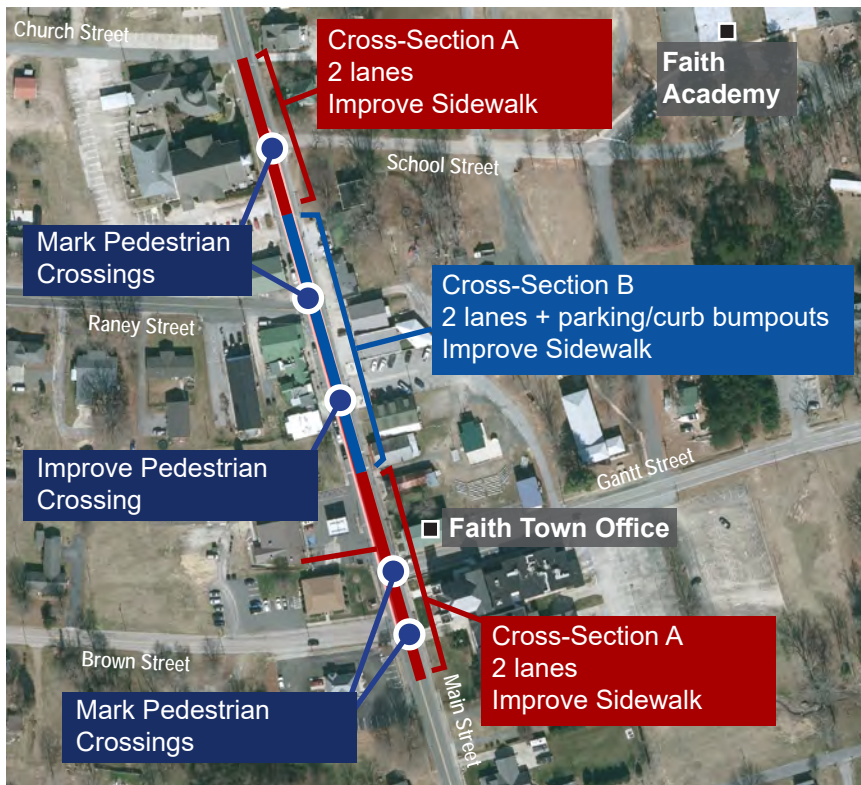 Church Street
Cross-Section A
2 lanes
Improve Sidewalk
Faith
Academy
School Street
Mark Pedestrian
Crossings
Cross-Section B
2 lanes + parking/curb bumpouts
Improve Sidewalk
Raney Street
Improve Pedestrian
Crossing
Gantt Street
Faith Town Office
Cross-Section A
2 lanes
Improve Sidewalk
Brown Street
Main Street
Mark Pedestrian
Crossings